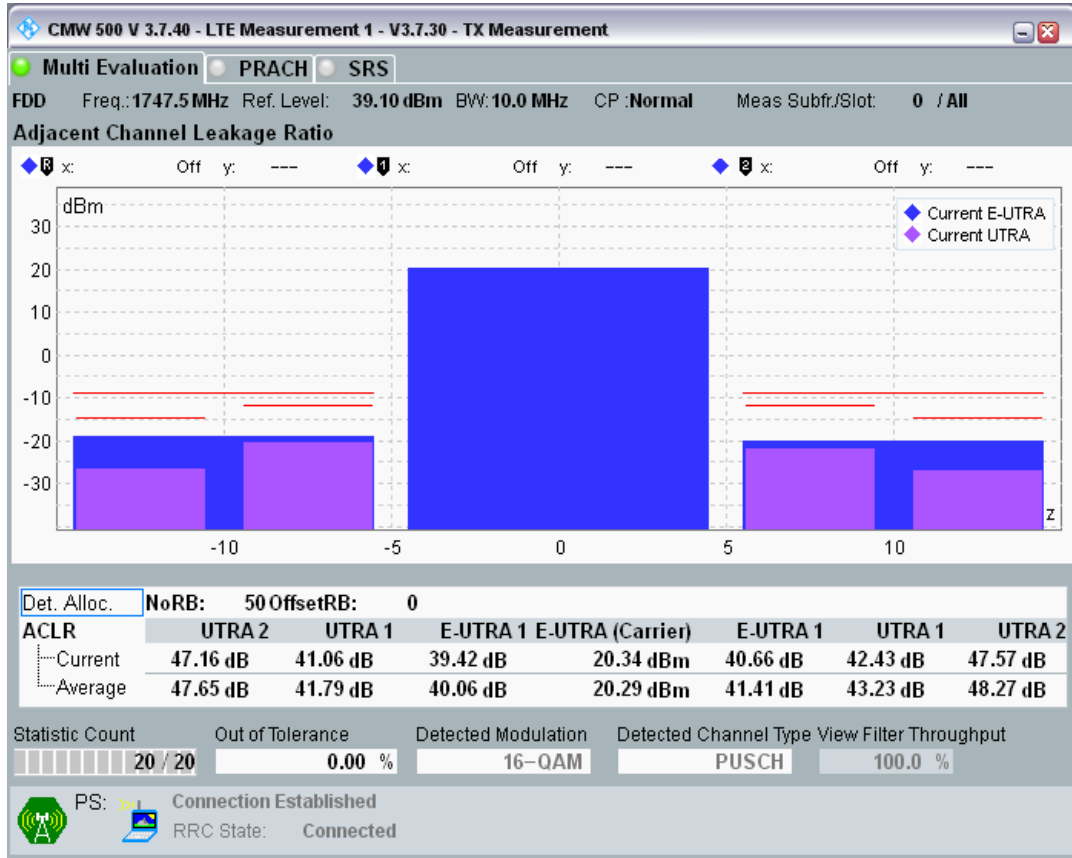 CMW 500 V 3.7.40 - LTE Measurement 1 - V3.7.30 - TX Measurement
Multi Evaluation PRACH SRS
FDD Freq.: 1747.5 MHz Ref. Level: 39.10 dBm BW: 10.0 MHz CP :Normal Meas Subfr./Slot: 0 / All
Adjacent Channel Leakage Ratio
R x: Off y: --- 1 x: Off y: --- 2 x: Off y: ---
dBm
Current E-UTRA
Current UTRA
30
20
10
0
-10
-20
-30
z
-10 -5 0 5 10
Det. Alloc. NoRB: 50 OffsetRB: 0
ACLR UTRA 2 UTRA 1 E-UTRA 1 E-UTRA (Carrier) E-UTRA 1 UTRA 1 UTRA 2
Current 47.16 dB 41.06 dB 39.42 dB 20.34 dBm 40.66 dB 42.43 dB 47.57 dB
Average 47.65 dB 41.79 dB 40.06 dB 20.29 dBm 41.41 dB 43.23 dB 48.27 dB
Statistic Count Out of Tolerance Detected Modulation Detected Channel Type View Filter Throughput
20 / 20 0.00 % 16-QAM PUSCH 100.0 %
PS: Connection Established
RRC State: Connected